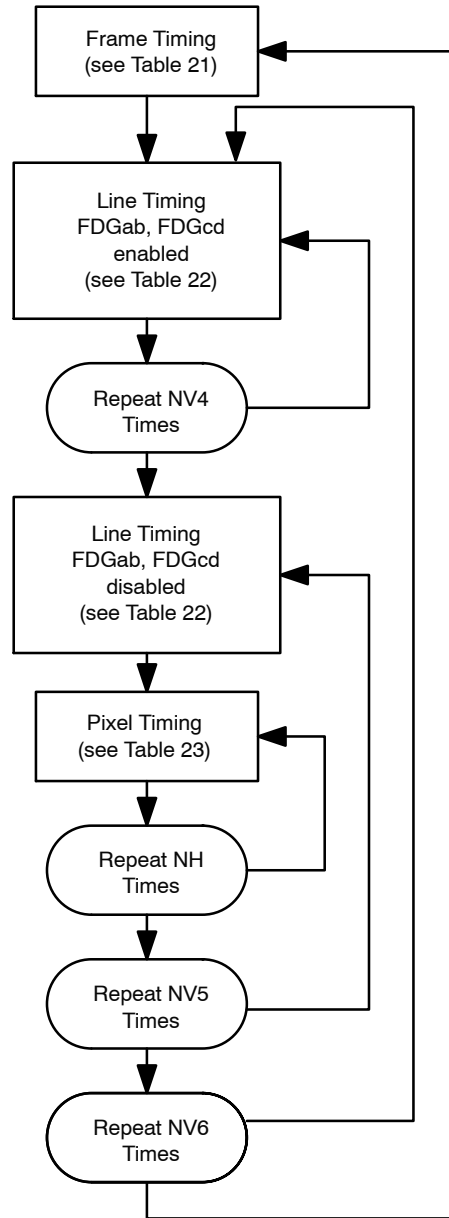 Frame Timing
(see Table 21)
Line Timing
FDGab, FDGcd
enabled
(see Table 22)
Repeat NV4
Times
Line Timing
FDGab, FDGcd
disabled
(see Table 22)
Pixel Timing
(see Table 23)
Repeat NH
Times
Repeat NV5
Times
Repeat NV6
Times